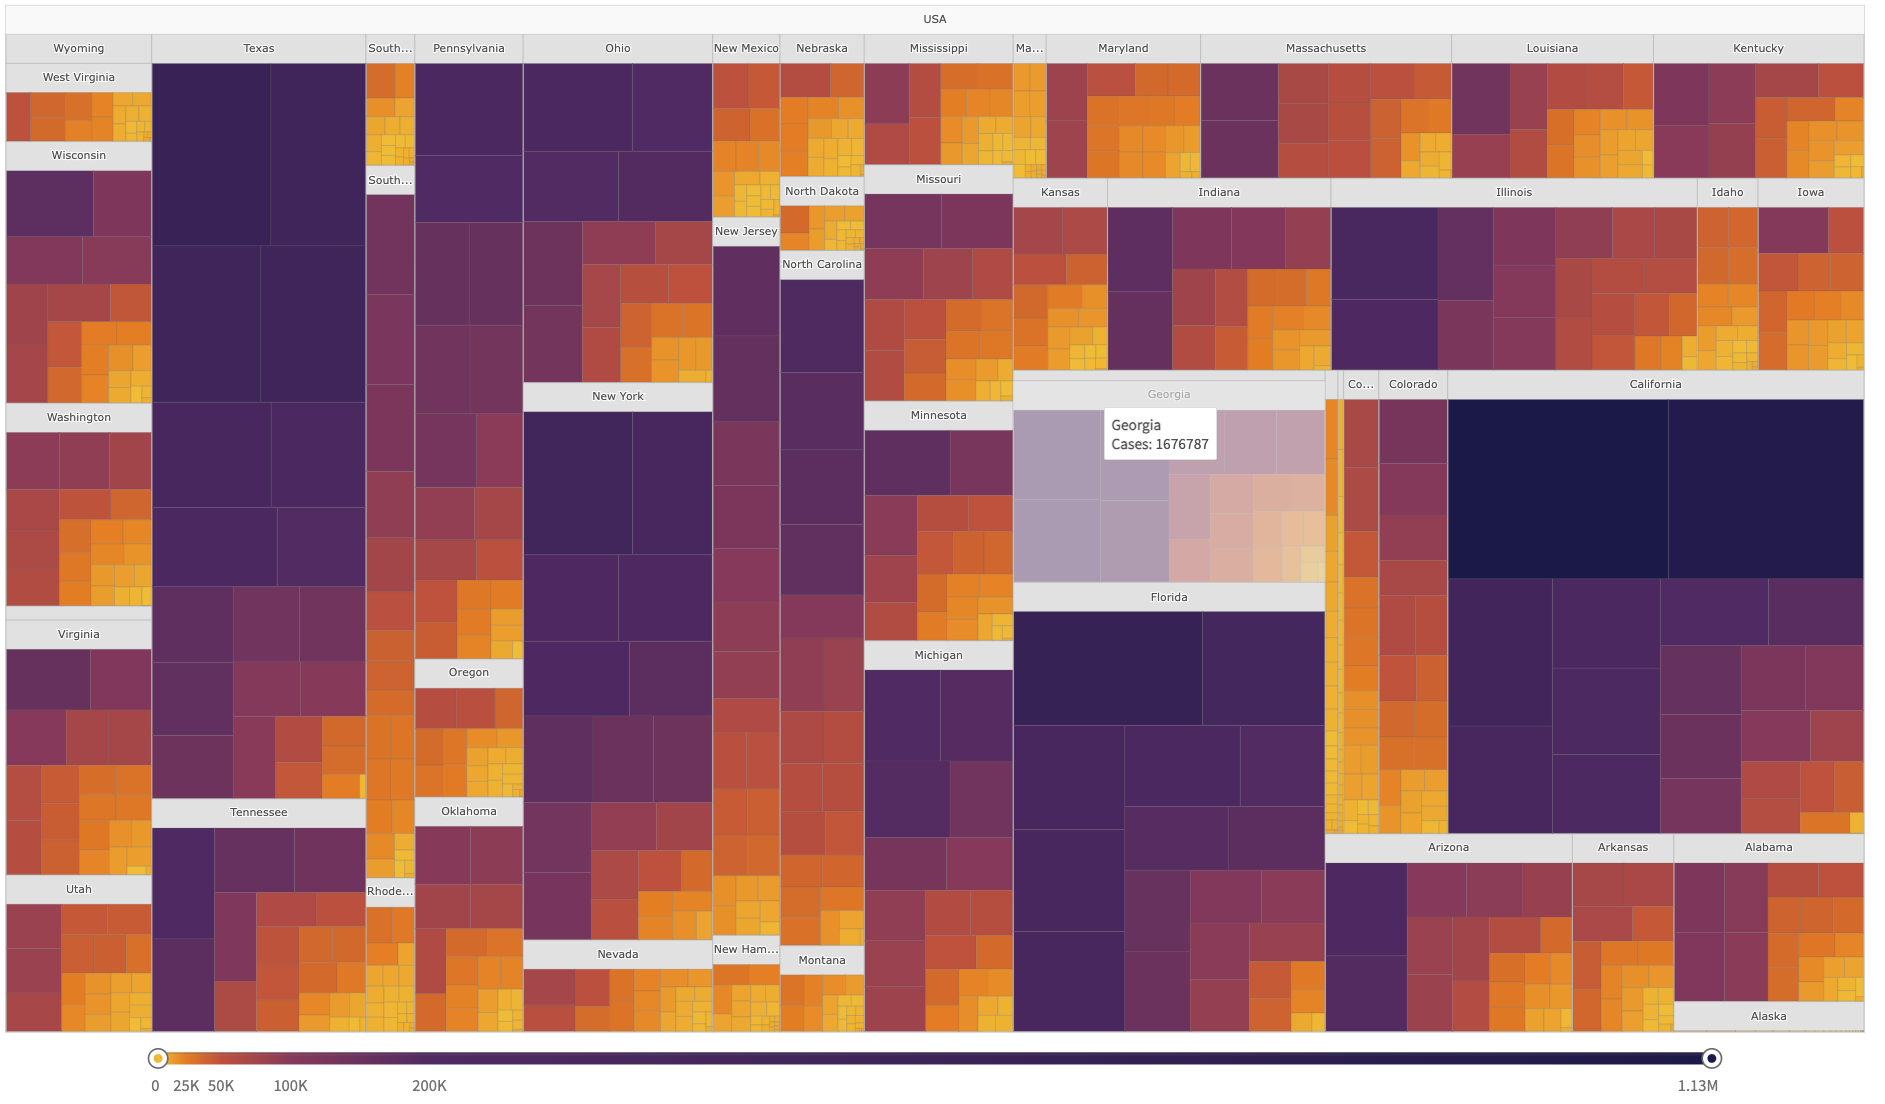 USA
Wyoming
Texas
South...
Pennsylvania
Ohio
New Mexico
Nebraska
Mississippi
Ma...
Maryland
Massachusetts
Louisiana
Kentucky
West Virginia
Wisconsin
South...
Missouri
North Dakota
Kansas
Indiana
Illinois
Idaho
Iowa
New Jersey
North Carolina
Georgia
Co...
Colorado
California
New York
Washington
Minnesota
Georgia
Cases: 1676787
Florida
Virginia
Michigan
Oregon
Tennessee
Oklahoma
Arizona
Arkansas
Alabama
Utah
Rhode...
Nevada
New Ham...
Montana
Alaska
0
25K
50K
100K
200K
1.13M